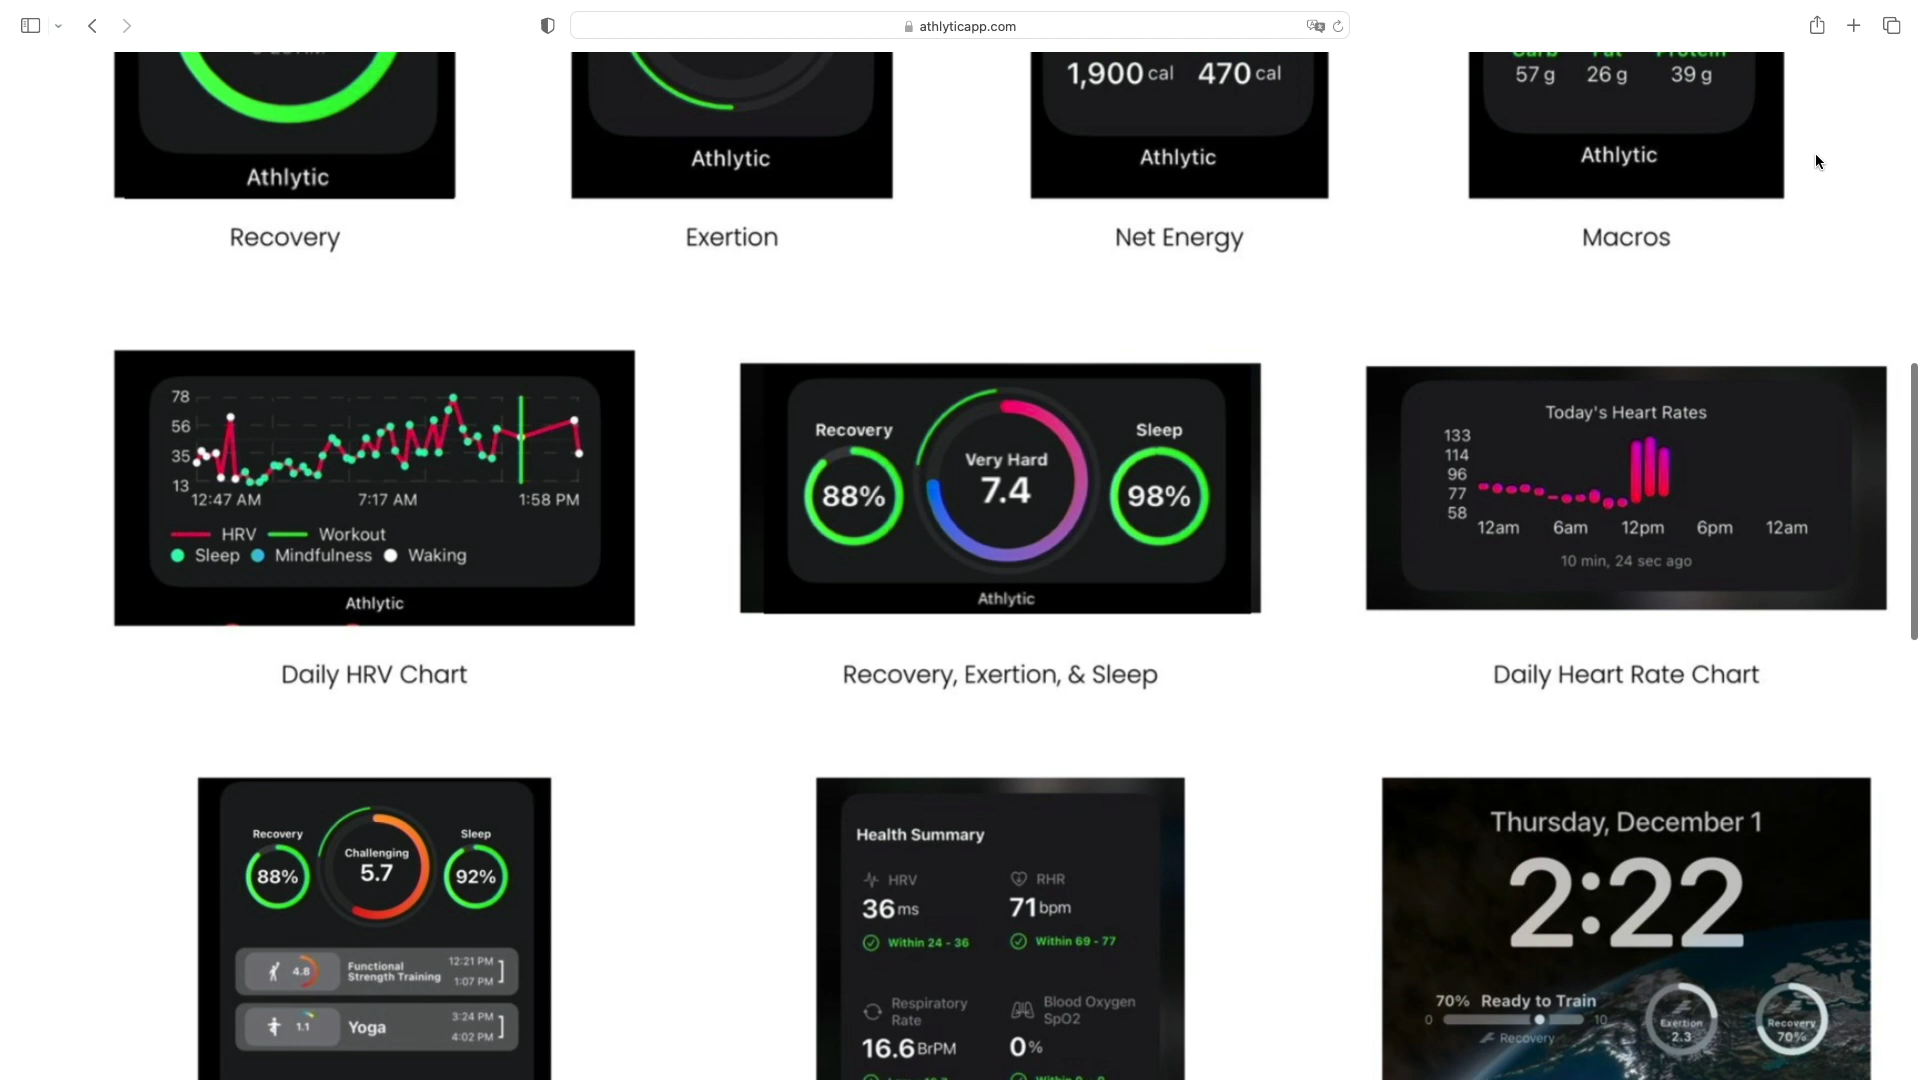 athlyticapp.com
Carb Fat Protein
1,900 cal 470 cal 57 g 26 g 39 g
Athlytic Athlytic Athlytic Athlytic
Recovery Exertion Net Energy Macros
78
56
35
13
12:47 AM 7:17 AM 1:58 PM
HRV Workout
Sleep Mindfulness Waking
Athlytic
Daily HRV Chart
Recovery Very Hard Sleep
88% 7.4 98%
Athlytic
Recovery, Exertion, & Sleep
Today's Heart Rates
133
114
96
77
58
12am 6am 12pm 6pm 12am
10 min, 24 sec ago
Daily Heart Rate Chart
Recovery Challenging Sleep
88% 5.7 92%
4.8 Functional Strength Training 12:21 PM
1:07 PM
1.1 Yoga 3:24 PM
4:02 PM
Health Summary
HRV RHR
36 ms 71 bpm
Within 24 - 36 Within 69 - 77
Respiratory Rate Blood Oxygen SpO2
16.6 BrPM 0%
Thursday, December 1
2:22
70% Ready to Train
0 10
Recovery
Exertion
2.3
Recovery
70%